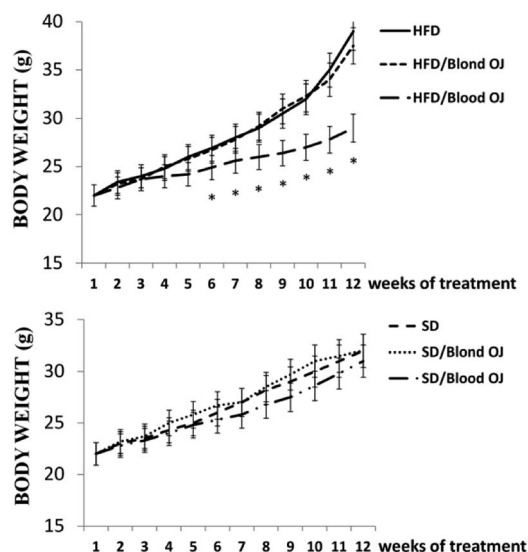 40
35
30
25
20
15
BODY WEIGHT (g)
HFD
HFD/Blond OJ
HFD/Blood OJ
* * * * * * *
1 2 3 4 5 6 7 8 9 10 11 12 weeks of treatment
35
30
25
20
15
BODY WEIGHT (g)
SD
SD/Blond OJ
SD/Blood OJ
1 2 3 4 5 6 7 8 9 10 11 12 weeks of treatment